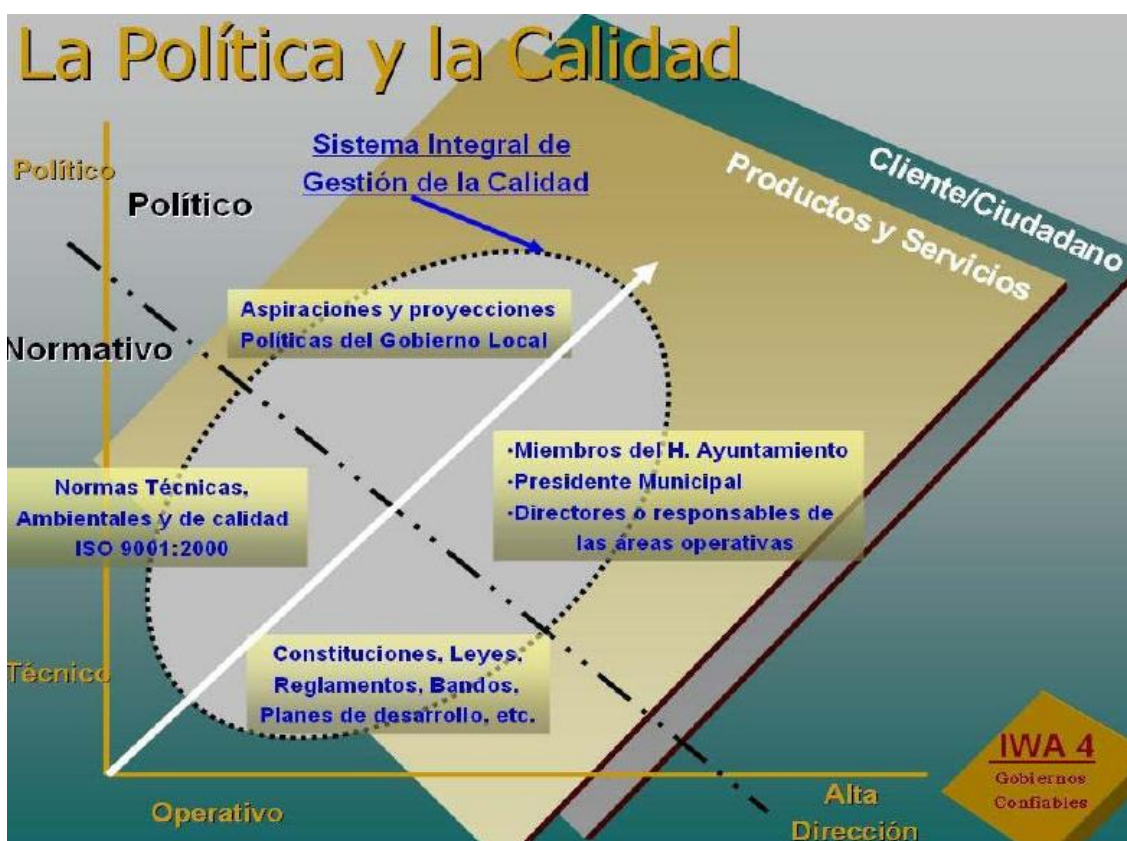 La Política y la Calidad
Político
Sistema Integral de
Gestión de la Calidad
Político
Cliente/Ciudadano
Productos y Servicios
Aspiraciones y proyecciones
Políticas del Gobierno Local
Normativo
·Miembros del H. Ayuntamiento
·Presidente Municipal
·Directores o responsables de
las áreas operativas
Normas Técnicas,
Ambientales y de calidad
ISO 9001:2000
Constituciones, Leyes,
Reglamentos, Bandos,
Planes de desarrollo, etc.
Técnico
Operativo
Alta
Dirección
IWA 4
Gobiernos
Confiables